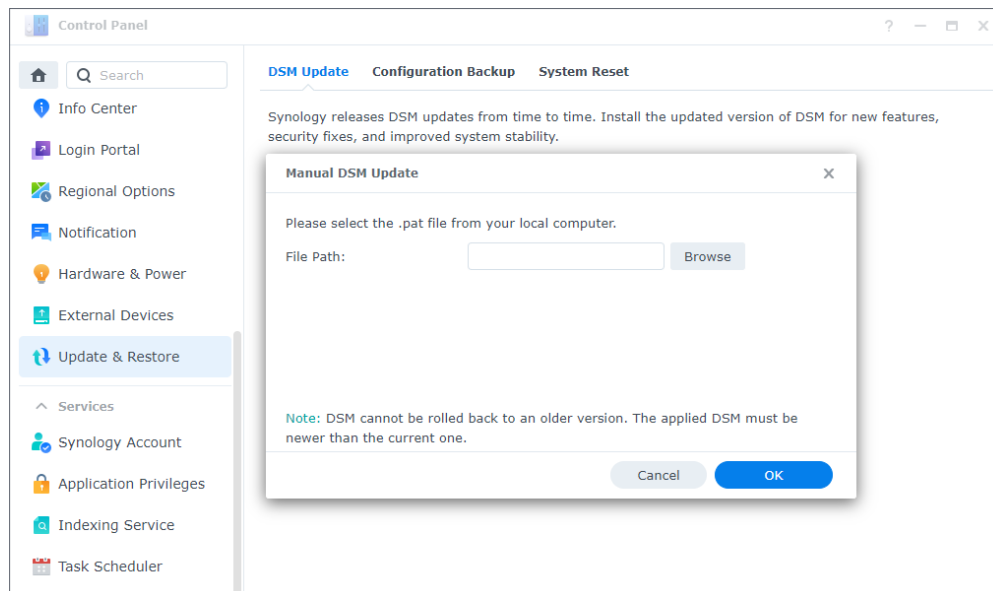 Control Panel
Search
Info Center
Login Portal
Regional Options
Notification
Hardware & Power
External Devices
Update & Restore
Services
Synology Account
Application Privileges
Indexing Service
Task Scheduler
DSM Update Configuration Backup System Reset
Synology releases DSM updates from time to time. Install the updated version of DSM for new features,
security fixes, and improved system stability.
Manual DSM Update
Please select the .pat file from your local computer.
File Path: Browse
Note: DSM cannot be rolled back to an older version. The applied DSM must be
newer than the current one.
Cancel OK